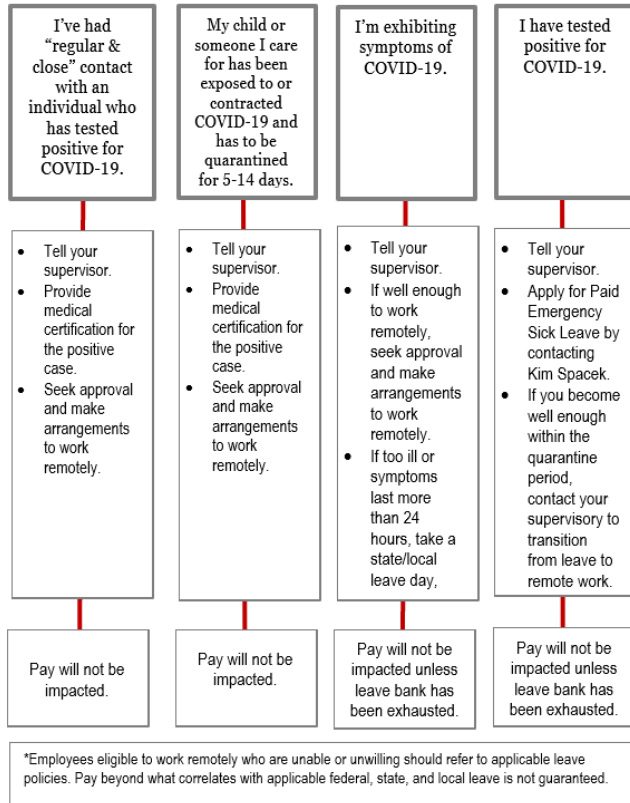 I've had
“regular &
close” contact
with an
individual who
has tested
positive for
COVID-19.
My child or
someone I care
for has been
exposed to or
contracted
COVID-19 and
has to be
quarantined
for 5-14 days.
I'm exhibiting
symptoms of
COVID-19.
I have tested
positive for
COVID-19.
• Tell your
supervisor.
• Provide
medical
certification for
the positive
case.
• Seek approval
and make
arrangements
to work
remotely.
• Tell your
supervisor.
• Provide
medical
certification for
the positive
case.
• Seek approval
and make
arrangements
to work
remotely.
• Tell your
supervisor.
• If well enough
to work
remotely,
seek approval
and make
arrangements
to work
remotely.
• If too ill or
symptoms
last more
than 24
hours, take a
state/local
leave day,
• Tell your
supervisor.
• Apply for Paid
Emergency
Sick Leave by
contacting
Kim Spacek.
• If you become
well enough
within the
quarantine
period,
contact your
supervisory to
transition
from leave to
remote work.
Pay will not be
impacted.
Pay will not be
impacted.
Pay will not be
impacted unless
leave bank has
been exhausted.
Pay will not be
impacted unless
leave bank has
been exhausted.
*Employees eligible to work remotely who are unable or unwilling should refer to applicable leave
policies. Pay beyond what correlates with applicable federal, state, and local leave is not guaranteed.